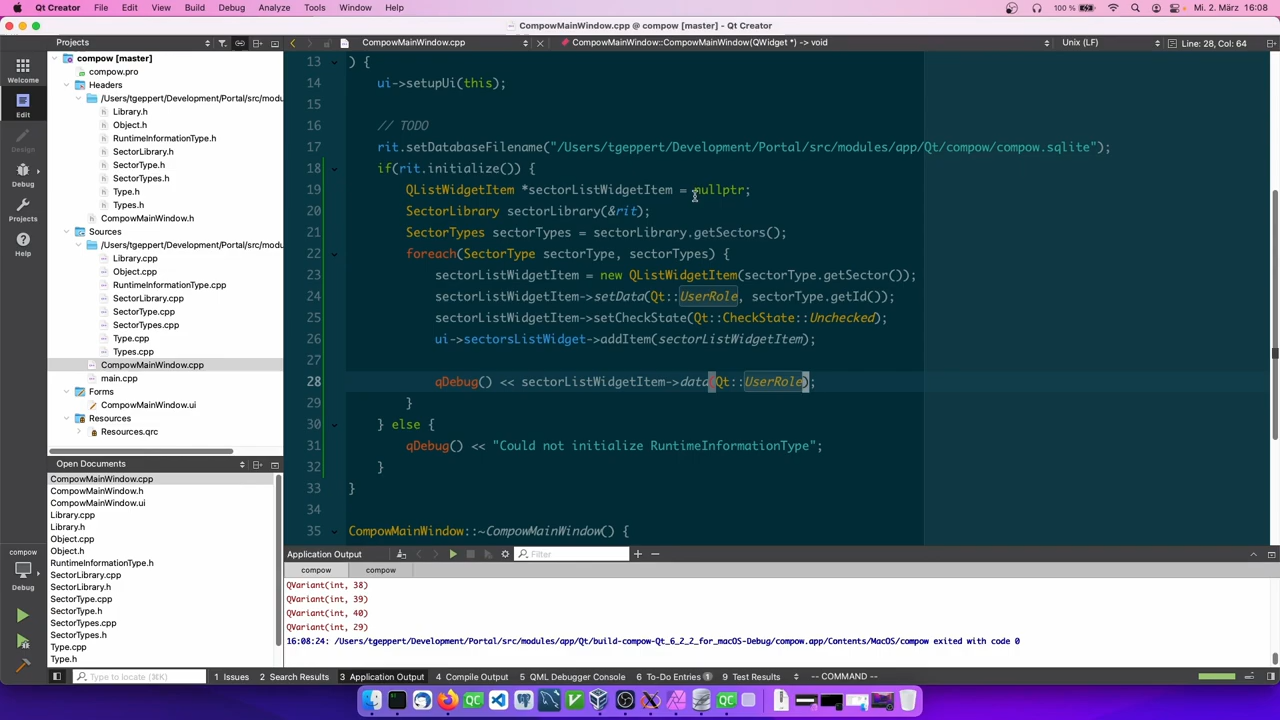 Qt Creator File Edit View Build Debug Analyze Tools Window Help 100 % Mi. 2. März 16:08
CompowMainWindow.cpp @ compow [master] - Qt Creator
Projects CompowMainWindow.cpp CompowMainWindow::CompowMainWindow(QWidget *) -> void Unix (LF) Line: 28, Col: 64
Welcome
Edit
Design
Debug
Projects
Help
compow
Debug
compow [master]
compow.pro
Headers
/Users/tgeppert/Development/Portal/src/modu
Library.h
Object.h
RuntimeInformationType.h
SectorLibrary.h
SectorType.h
SectorTypes.h
Type.h
Types.h
CompowMainWindow.h
Sources
/Users/tgeppert/Development/Portal/src/modu
Library.cpp
Object.cpp
RuntimeInformationType.cpp
SectorLibrary.cpp
SectorType.cpp
SectorTypes.cpp
Type.cpp
Types.cpp
CompowMainWindow.cpp
main.cpp
Forms
CompowMainWindow.ui
Resources
Resources.qrc
Open Documents
CompowMainWindow.cpp
CompowMainWindow.h
CompowMainWindow.ui
Library.cpp
Library.h
Object.cpp
Object.h
RuntimeInformationType.h
SectorLibrary.cpp
SectorLibrary.h
SectorType.cpp
SectorType.h
SectorTypes.cpp
SectorTypes.h
Type.cpp
Type.h
13 ) {
14 ui->setupUi(this);
15
16 // TODO
17 rit.setDatabaseFilename("/Users/tgeppert/Development/Portal/src/modules/app/Qt/compow/compow.sqlite");
18 if(rit.initialize()) {
19 QListWidgetItem *sectorListWidgetItem = nullptr;
20 SectorLibrary sectorLibrary(&rit);
21 SectorTypes sectorTypes = sectorLibrary.getSectors();
22 foreach(SectorType sectorType, sectorTypes) {
23 sectorListWidgetItem = new QListWidgetItem(sectorType.getSector());
24 sectorListWidgetItem->setData(Qt::UserRole, sectorType.getId());
25 sectorListWidgetItem->setCheckState(Qt::CheckState::Unchecked);
26 ui->sectorsListWidget->addItem(sectorListWidgetItem);
27
28 qDebug() << sectorListWidgetItem->data(Qt::UserRole);
29 }
30 } else {
31 qDebug() << "Could not initialize RuntimeInformationType";
32 }
33 }
34
35 CompowMainWindow::~CompowMainWindow() {
Application Output Filter
compow compow
QVariant(int, 38)
QVariant(int, 39)
QVariant(int, 40)
QVariant(int, 29)
16:08:24: /Users/tgeppert/Development/Portal/src/modules/app/Qt/build-compow-Qt_6_2_2_for_macOS-Debug/compow.app/Contents/MacOS/compow exited with code 0
Type to locate (⌘K) 1 Issues 2 Search Results 3 Application Output 4 Compile Output 5 QML Debugger Console 6 To-Do Entries 9 Test Results -- COMMAND --
QC QC